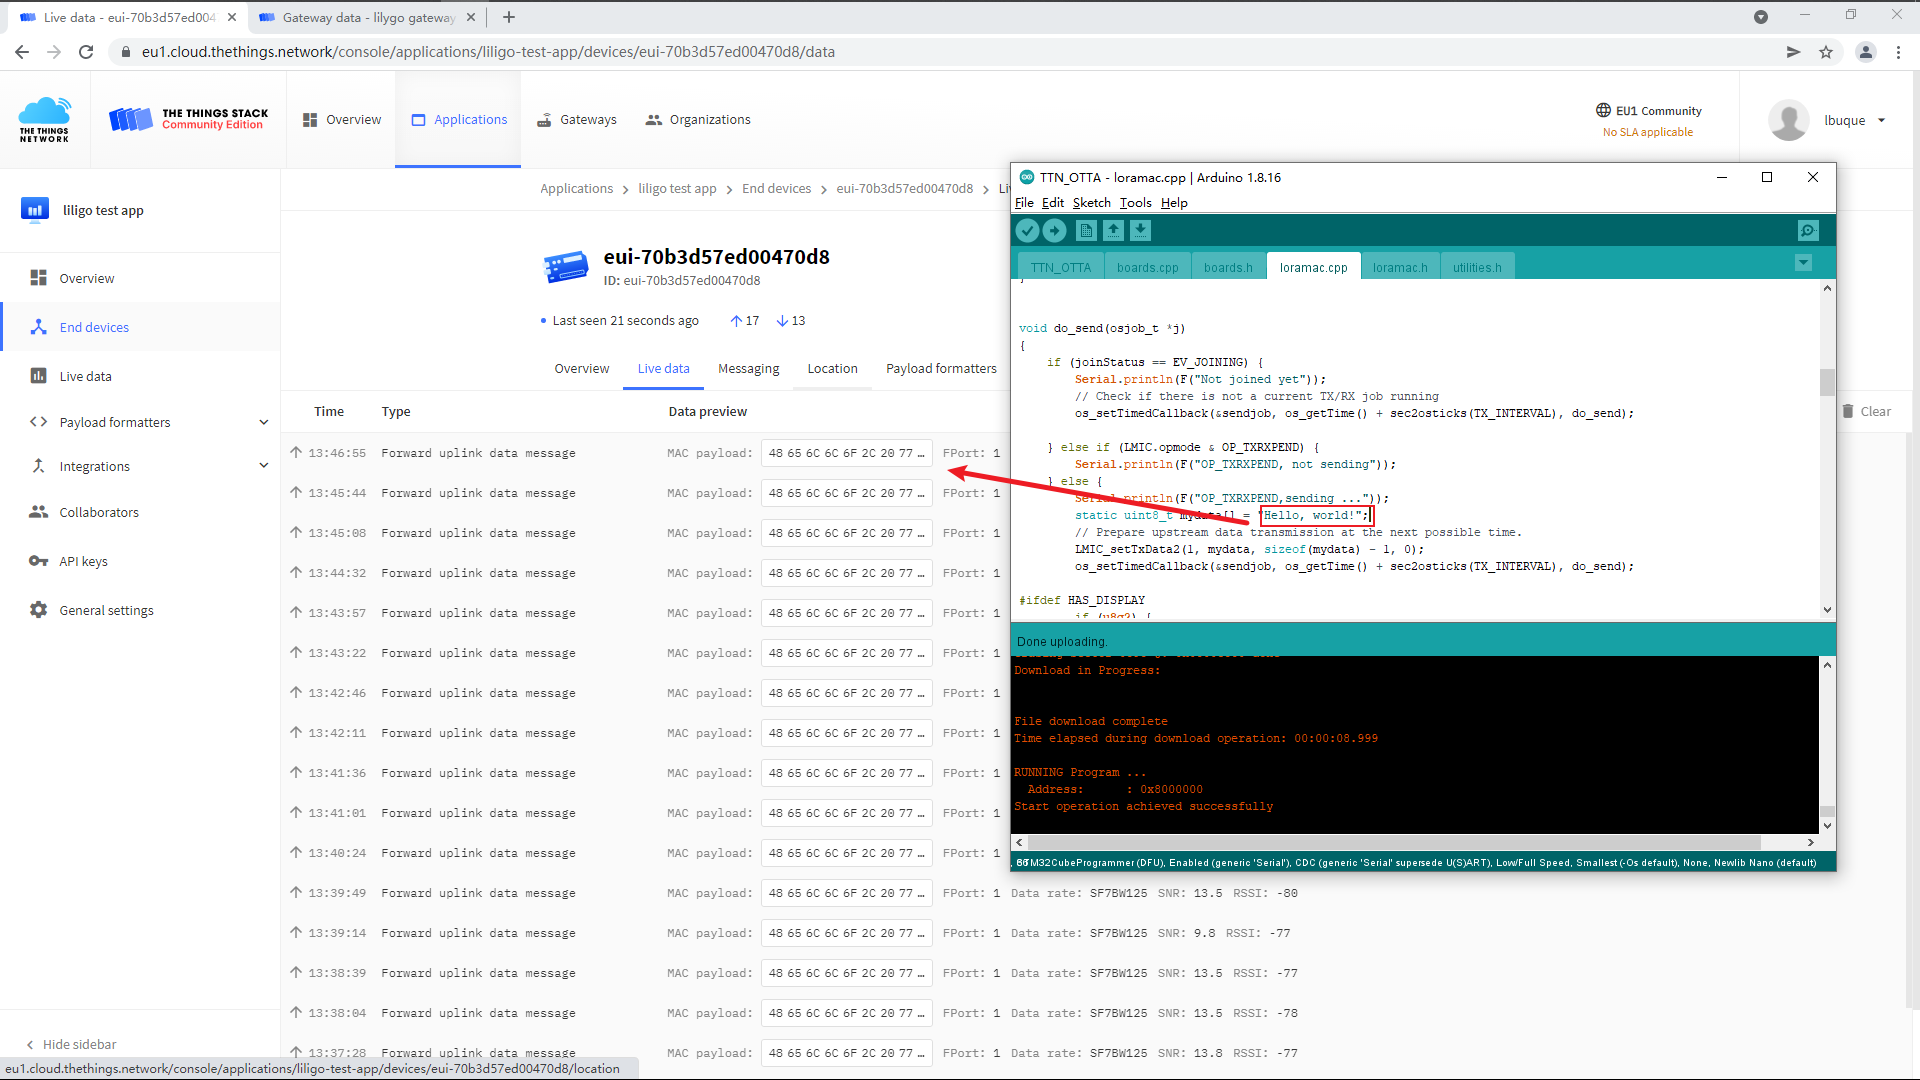 Live data - eui-70b3d57ed004
Gateway data - lilygo gateway
eu1.cloud.thethings.network/console/applications/liligo-test-app/devices/eui-70b3d57ed00470d8/data
THE THINGS NETWORK
THE THINGS STACK
Community Edition
Overview
Applications
Gateways
Organizations
EU1 Community
No SLA applicable
lbuque
liligo test app
Overview
End devices
Live data
Payload formatters
Integrations
Collaborators
API keys
General settings
Hide sidebar
Applications > liligo test app > End devices > eui-70b3d57ed00470d8 > Li
eui-70b3d57ed00470d8
ID: eui-70b3d57ed00470d8
Last seen 21 seconds ago ↑ 17 ↓ 13
Overview Live data Messaging Location Payload formatters
Time Type Data preview
Clear
↑ 13:46:55 Forward uplink data message MAC payload: 48 65 6C 6C 6F 2C 20 77 … FPort: 1
↑ 13:45:44 Forward uplink data message MAC payload: 48 65 6C 6C 6F 2C 20 77 … FPort: 1
↑ 13:45:08 Forward uplink data message MAC payload: 48 65 6C 6C 6F 2C 20 77 … FPort: 1
↑ 13:44:32 Forward uplink data message MAC payload: 48 65 6C 6C 6F 2C 20 77 … FPort: 1
↑ 13:43:57 Forward uplink data message MAC payload: 48 65 6C 6C 6F 2C 20 77 … FPort: 1
↑ 13:43:22 Forward uplink data message MAC payload: 48 65 6C 6C 6F 2C 20 77 … FPort: 1
↑ 13:42:46 Forward uplink data message MAC payload: 48 65 6C 6C 6F 2C 20 77 … FPort: 1
↑ 13:42:11 Forward uplink data message MAC payload: 48 65 6C 6C 6F 2C 20 77 … FPort: 1
↑ 13:41:36 Forward uplink data message MAC payload: 48 65 6C 6C 6F 2C 20 77 … FPort: 1
↑ 13:41:01 Forward uplink data message MAC payload: 48 65 6C 6C 6F 2C 20 77 … FPort: 1
↑ 13:40:24 Forward uplink data message MAC payload: 48 65 6C 6C 6F 2C 20 77 … FPort: 1
↑ 13:39:49 Forward uplink data message MAC payload: 48 65 6C 6C 6F 2C 20 77 … FPort: 1 Data rate: SF7BW125 SNR: 13.5 RSSI: -80
↑ 13:39:14 Forward uplink data message MAC payload: 48 65 6C 6C 6F 2C 20 77 … FPort: 1 Data rate: SF7BW125 SNR: 9.8 RSSI: -77
↑ 13:38:39 Forward uplink data message MAC payload: 48 65 6C 6C 6F 2C 20 77 … FPort: 1 Data rate: SF7BW125 SNR: 13.5 RSSI: -77
↑ 13:38:04 Forward uplink data message MAC payload: 48 65 6C 6C 6F 2C 20 77 … FPort: 1 Data rate: SF7BW125 SNR: 13.5 RSSI: -78
↑ 13:37:28 Forward uplink data message MAC payload: 48 65 6C 6C 6F 2C 20 77 … FPort: 1 Data rate: SF7BW125 SNR: 13.8 RSSI: -77
eu1.cloud.thethings.network/console/applications/liligo-test-app/devices/eui-70b3d57ed00470d8/location
TTN_OTTA - loramac.cpp | Arduino 1.8.16
File Edit Sketch Tools Help
TTN_OTTA boards.cpp boards.h loramac.cpp loramac.h utilities.h
}
void do_send(osjob_t *j)
{
if (joinStatus == EV_JOINING) {
Serial.println(F("Not joined yet"));
// Check if there is not a current TX/RX job running
os_setTimedCallback(&sendjob, os_getTime() + sec2osticks(TX_INTERVAL), do_send);
} else if (LMIC.opmode & OP_TXRXPEND) {
Serial.println(F("OP_TXRXPEND, not sending"));
} else {
Serial.println(F("OP_TXRXPEND,sending ..."));
static uint8_t mydata[] = "Hello, world!";
// Prepare upstream data transmission at the next possible time.
LMIC_setTxData2(1, mydata, sizeof(mydata) - 1, 0);
os_setTimedCallback(&sendjob, os_getTime() + sec2osticks(TX_INTERVAL), do_send);
#ifdef HAS_DISPLAY
if (u8g2) {
Done uploading.
Download in Progress:
File download complete
Time elapsed during download operation: 00:00:08.999
RUNNING Program ...
Address: : 0x8000000
Start operation achieved successfully
TM32CubeProgrammer (DFU), Enabled (generic 'Serial'), CDC (generic 'Serial' supersede U(S)ART), Low/Full Speed, Smallest (-Os default), None, Newlib Nano (default)